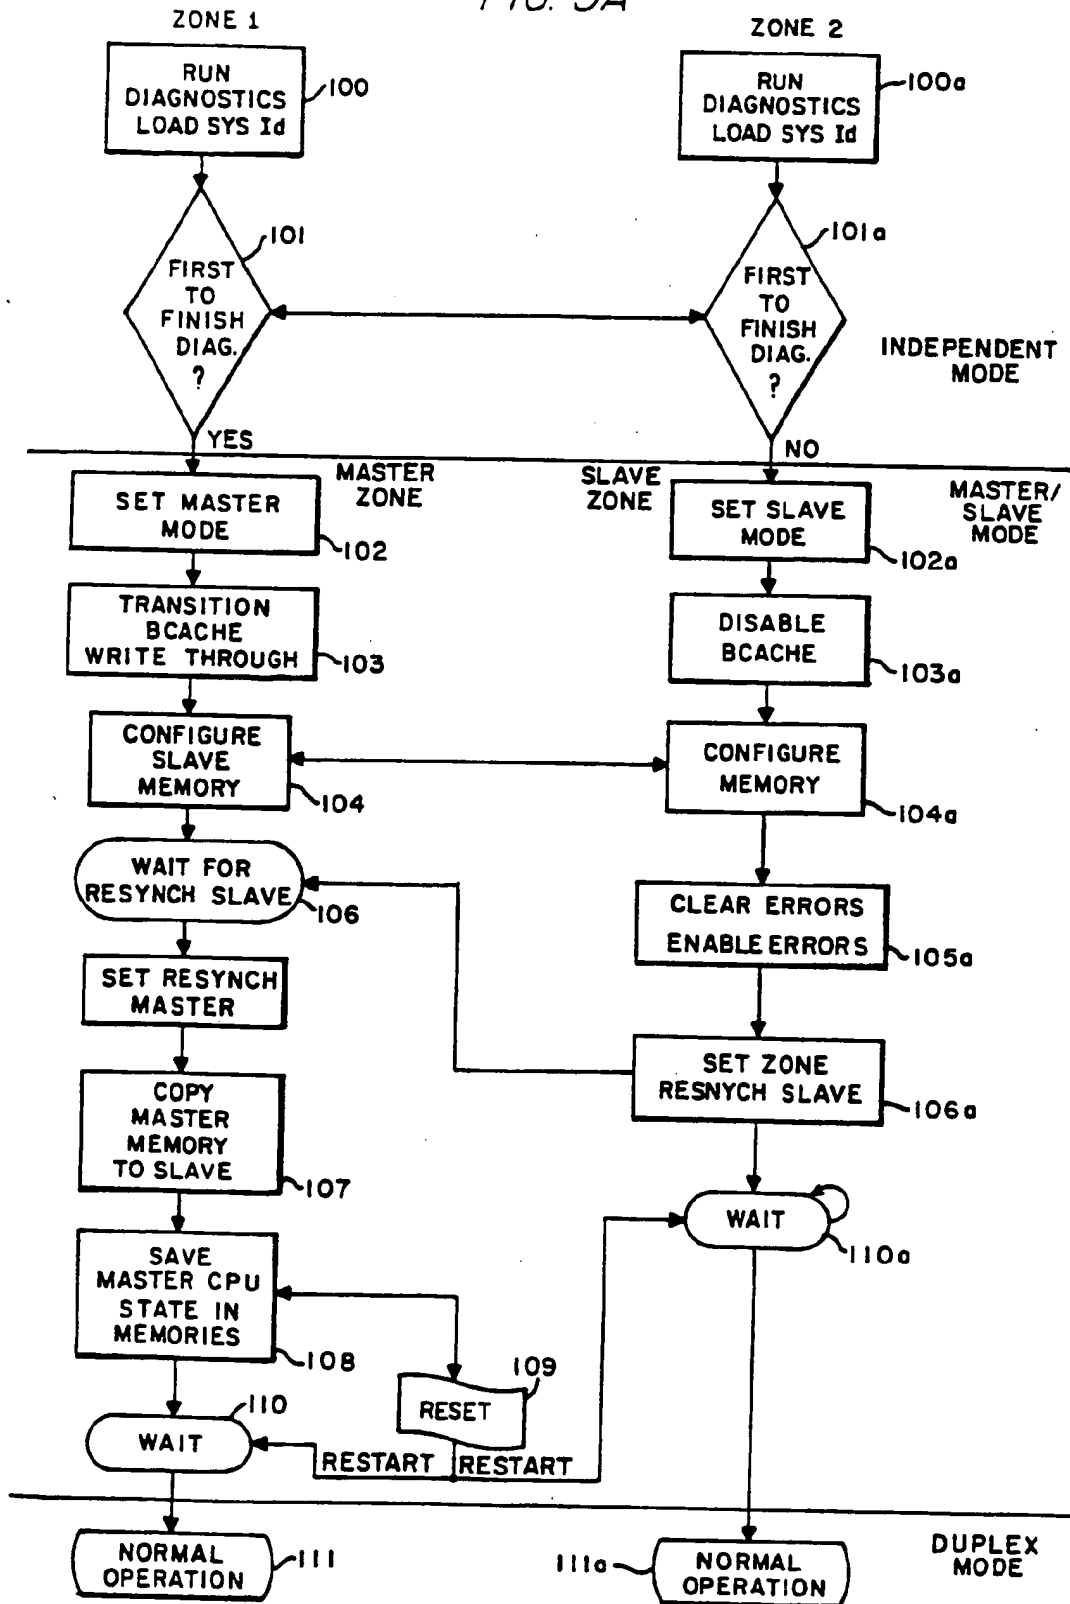 FIG. 5A
ZONE 1
ZONE 2
RUN
DIAGNOSTICS
LOAD SYS Id
100
RUN
DIAGNOSTICS
LOAD SYS Id
100a
FIRST
TO
FINISH
DIAG.
?
101
FIRST
TO
FINISH
DIAG.
?
101a
INDEPENDENT
MODE
YES
NO
MASTER
ZONE
SLAVE
ZONE
MASTER/
SLAVE
MODE
SET MASTER
MODE
102
SET SLAVE
MODE
102a
TRANSITION
BCACHE
WRITE THROUGH
103
DISABLE
BCACHE
103a
CONFIGURE
SLAVE
MEMORY
104
CONFIGURE
MEMORY
104a
WAIT FOR
RESYNCH SLAVE
106
CLEAR ERRORS
ENABLE ERRORS
105a
SET RESYNCH
MASTER
SET ZONE
RESNYCH SLAVE
106a
COPY
MASTER
MEMORY
TO SLAVE
107
WAIT
110a
SAVE
MASTER CPU
STATE IN
MEMORIES
108
109
RESET
110
WAIT
RESTART
RESTART
NORMAL
OPERATION
111
111a
NORMAL
OPERATION
DUPLEX
MODE